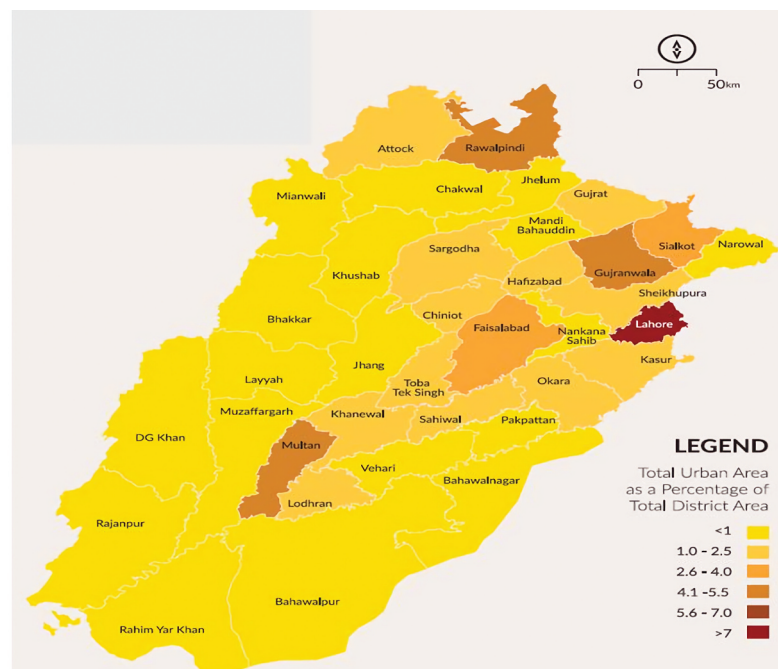 0 50km
Attock
Rawalpindi
Mianwali
Chakwal
Jhelum
Gujrat
Mandi
Bahauddin
Sialkot
Narowal
Sargodha
Khushab
Hafizabad
Gujranwala
Sheikhupura
Bhakkar
Chiniot
Faisalabad
Nankana
Sahib
Lahore
Kasur
Jhang
Layyah
Toba
Tek Singh
Okara
Muzaffargarh
Khanewal
Sahiwal
Pakpattan
DG Khan
Multan
Vehari
Bahawalnagar
Lodhran
Rajanpur
Bahawalpur
Rahim Yar Khan
LEGEND
Total Urban Area
as a Percentage of
Total District Area
<1
1.0 - 2.5
2.6 - 4.0
4.1 -5.5
5.6 - 7.0
>7